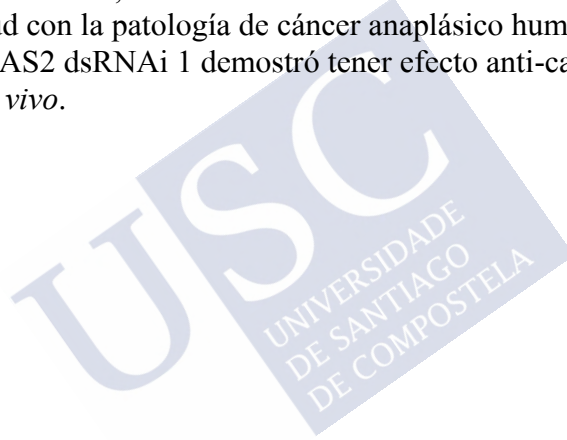 ud con la patología de cáncer anaplásico hum
AS2 dsRNAi 1 demostró tener efecto anti-ca
vivo.
USC
UNIVERSIDADE
DE SANTIAGO
DE COMPOSTELA